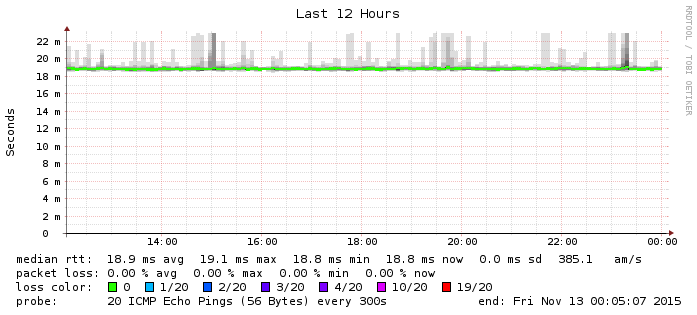 Last 12 Hours
RRDTOOL / TOBI OETIKER
Seconds
22 m
20 m
18 m
16 m
14 m
12 m
10 m
8 m
6 m
4 m
2 m
0
14:00 16:00 18:00 20:00 22:00 00:00
median rtt: 18.9 ms avg 19.1 ms max 18.8 ms min 18.8 ms now 0.0 ms sd 385.1 am/s
packet loss: 0.00 % avg 0.00 % max 0.00 % min 0.00 % now
loss color: 0 1/20 2/20 3/20 4/20 10/20 19/20
probe: 20 ICMP Echo Pings (56 Bytes) every 300s end: Fri Nov 13 00:05:07 2015